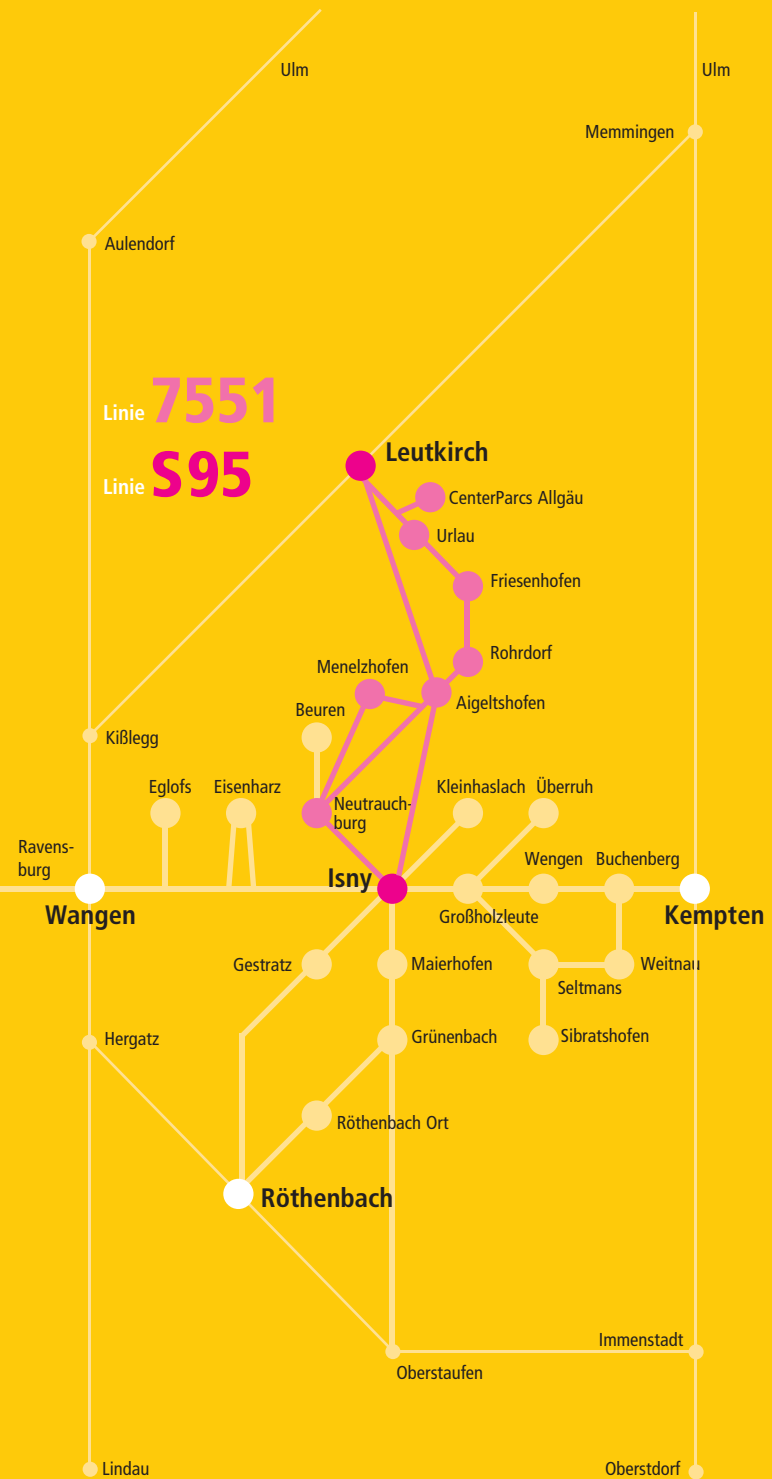 Ulm
Ulm
Memmingen
Aulendorf
Linie 7551
Linie S 95
Leutkirch
CenterParcs Allgäu
Urlau
Friesenhofen
Rohrdorf
Menelzhofen
Aigeltshofen
Beuren
Kißlegg
Eglofs
Eisenharz
Neutrauch-
burg
Kleinhaslach
Überruh
Ravens-
burg
Wengen
Buchenberg
Isny
Wangen
Großholzleute
Kempten
Gestratz
Maierhofen
Weitnau
Seltmans
Hergatz
Grünenbach
Sibratshofen
Röthenbach Ort
Röthenbach
Immenstadt
Oberstaufen
Lindau
Oberstdorf